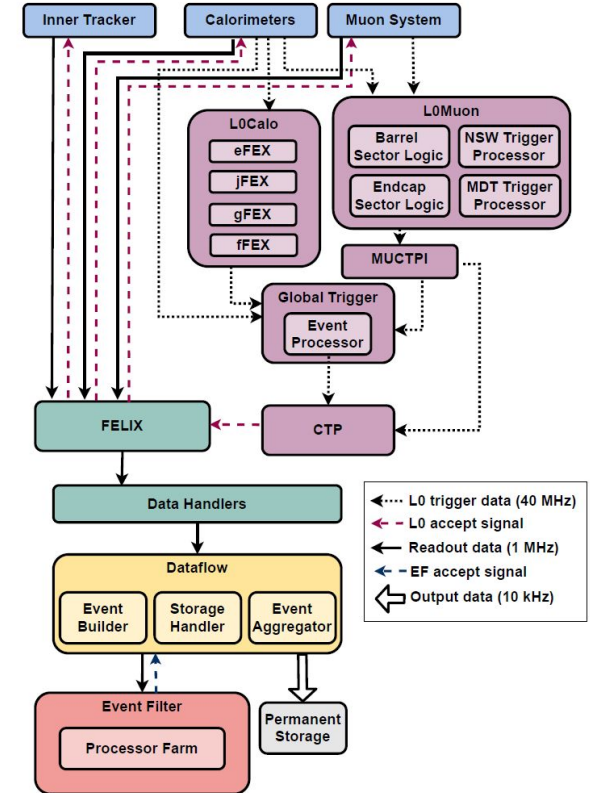 Inner Tracker
Calorimeters
Muon System
L0Calo
eFEX
jFEX
gFEX
fFEX
L0Muon
Barrel
Sector Logic
NSW Trigger
Processor
Endcap
Sector Logic
MDT Trigger
Processor
MUCTPI
Global Trigger
Event
Processor
FELIX
CTP
Data Handlers
L0 trigger data (40 MHz)
L0 accept signal
Readout data (1 MHz)
EF accept signal
Output data (10 kHz)
Dataflow
Event
Builder
Storage
Handler
Event
Aggregator
Event Filter
Processor Farm
Permanent
Storage